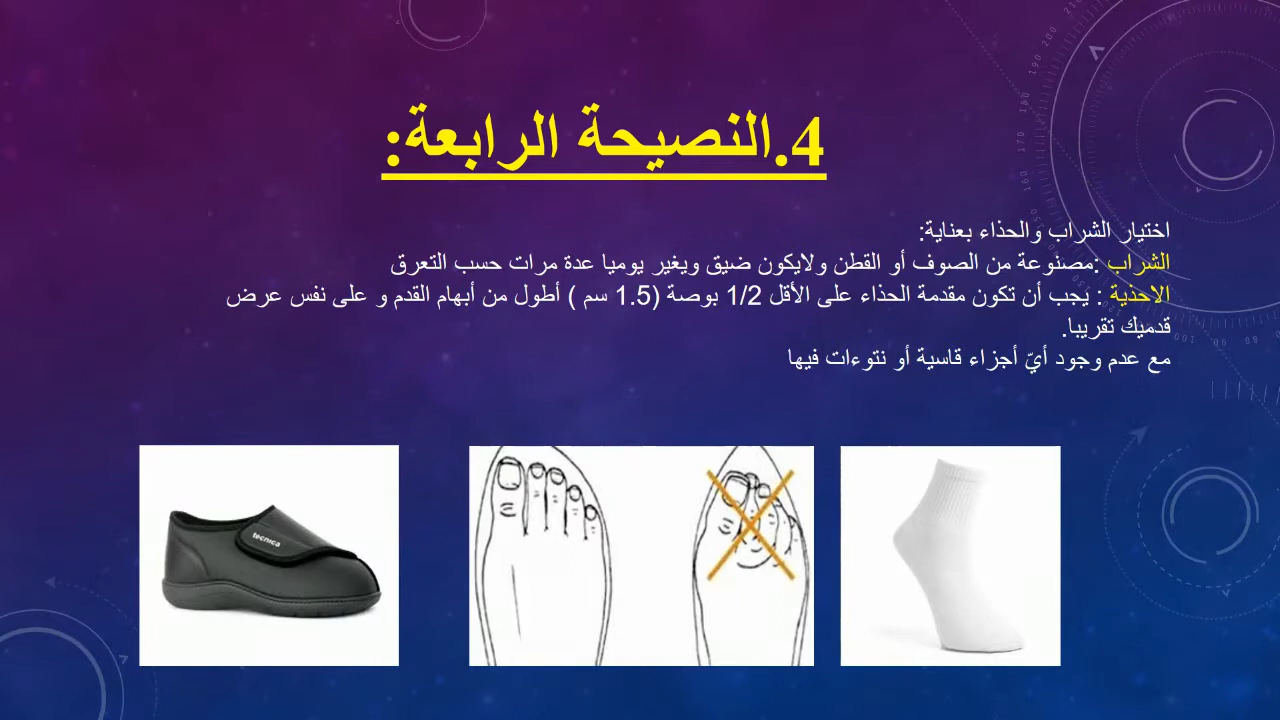 4.النصيحة الرابعة:
اختيار الشراب والحذاء بعناية:
الشراب :مصنوعة من الصوف أو القطن ولايكون ضيق ويغير يوميا عدة مرات حسب التعرق
الاحذية : يجب أن تكون مقدمة الحذاء على الأقل 1/2 بوصة (1.5 سم ) أطول من أبهام القدم و على نفس عرض
قدميك تقريبا.
مع عدم وجود أيّ أجزاء قاسية أو نتوءات فيها
tecnica